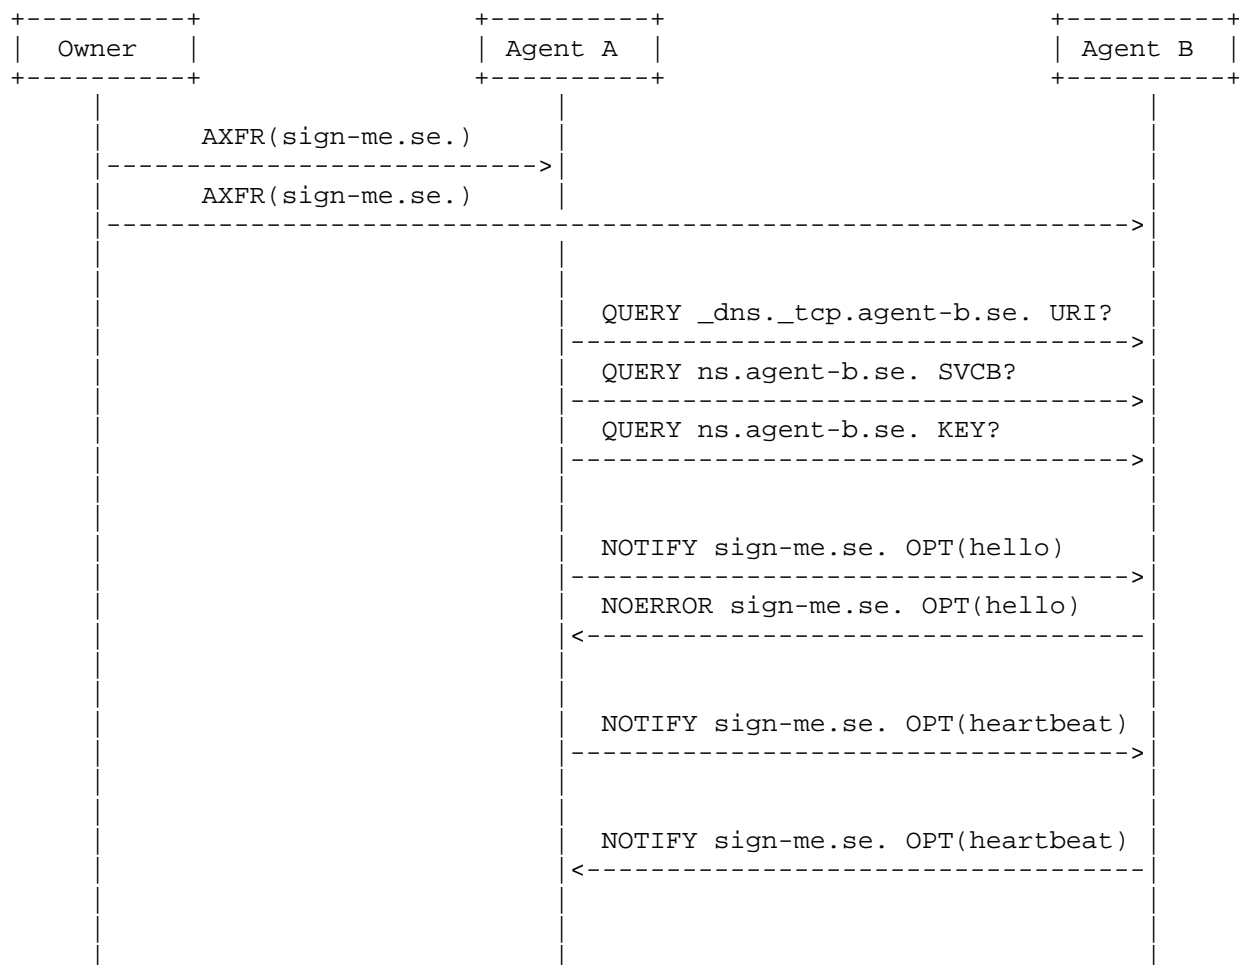 Owner Agent A Agent B
AXFR(sign-me.se.)
AXFR(sign-me.se.)
QUERY _dns._tcp.agent-b.se. URI?
QUERY ns.agent-b.se. SVCB?
QUERY ns.agent-b.se. KEY?
NOTIFY sign-me.se. OPT(hello)
NOERROR sign-me.se. OPT(hello)
NOTIFY sign-me.se. OPT(heartbeat)
NOTIFY sign-me.se. OPT(heartbeat)